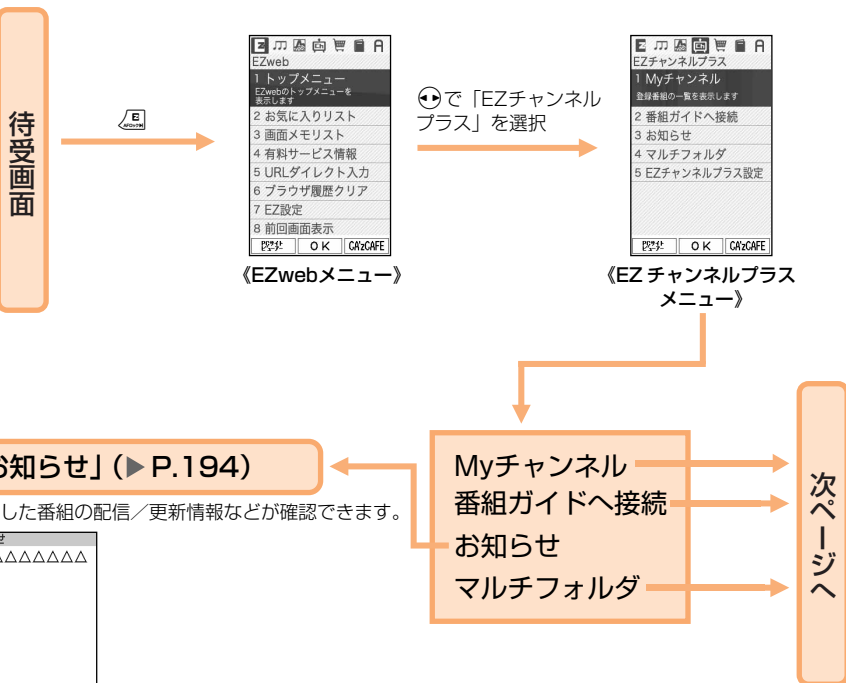 待受画面
EZweb
1 トップメニュー
EZwebのトップメニューを
表示します
2 お気に入りリスト
3 画面メモリスト
4 有料サービス情報
5 URLダイレクト入力
6 ブラウザ履歴クリア
7 EZ設定
8 前回画面表示
OK CA'zCAFE
《EZwebメニュー》
で「EZチャンネル
プラス」を選択
EZチャンネルプラス
1 Myチャンネル
登録番組の一覧を表示します
2 番組ガイドへ接続
3 お知らせ
4 マルチフォルダ
5 EZチャンネルプラス設定
OK CA'zCAFE
《EZ チャンネルプラス
メニュー》
お知らせ」(▶ P.194)
した番組の配信／更新情報などが確認できます。
せ
△△△△△△△
Myチャンネル
番組ガイドへ接続
お知らせ
マルチフォルダ
次ページへ